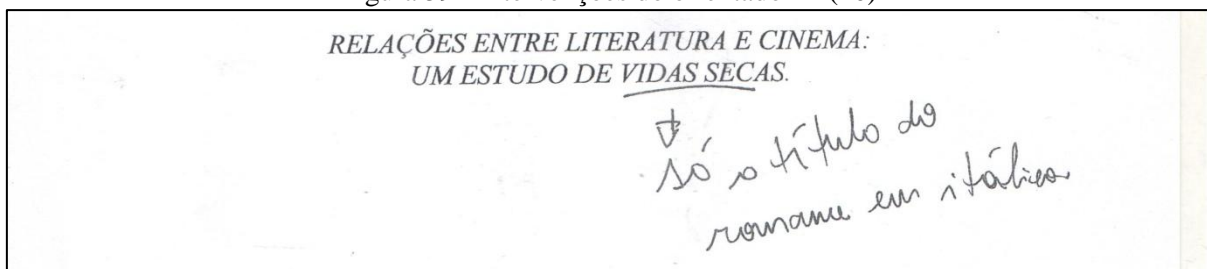 RELAÇÕES ENTRE LITERATURA E CINEMA:
UM ESTUDO DE VIDAS SECAS.
Só o título do
romance em itálico